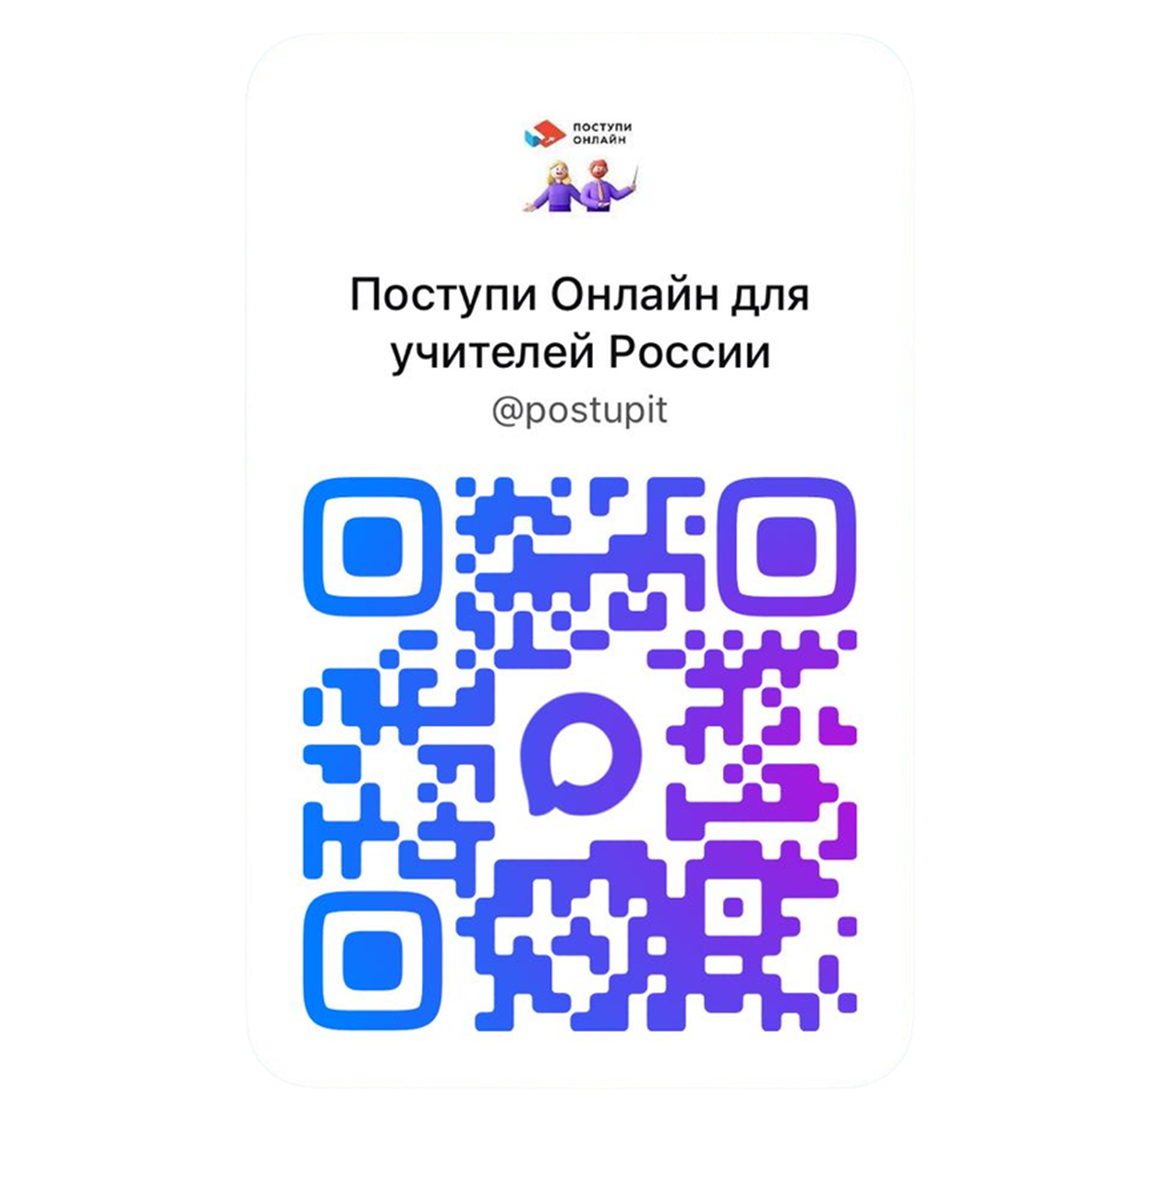 ПОСТУПИ
ОНЛАЙН
Поступи Онлайн для
учителей России
@postupit